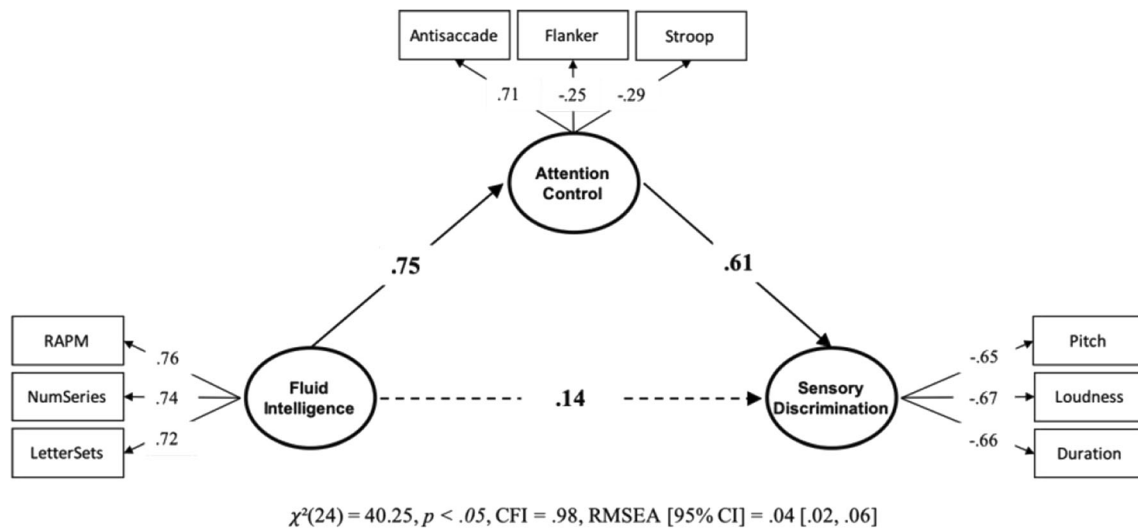 Antisaccade Flanker Stroop
.71 -.25 -.29
Attention
Control
.75 .61
RAPM
NumSeries
LetterSets
.76
.74
.72
Fluid
Intelligence
.14
Sensory
Discrimination
-.65
-.67
-.66
Pitch
Loudness
Duration
χ²(24) = 40.25, p < .05, CFI = .98, RMSEA [95% CI] = .04 [.02, .06]